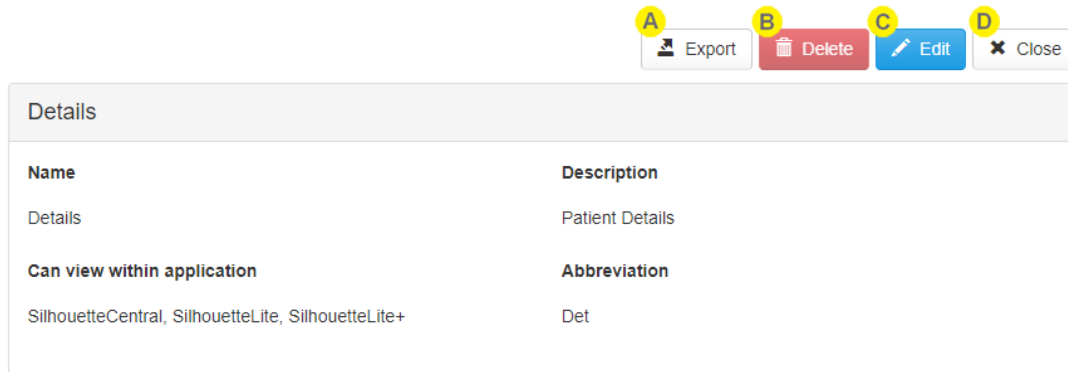 A B C D
Export Delete Edit Close
Details
Name Description
Details Patient Details
Can view within application Abbreviation
SilhouetteCentral, SilhouetteLite, SilhouetteLite+ Det